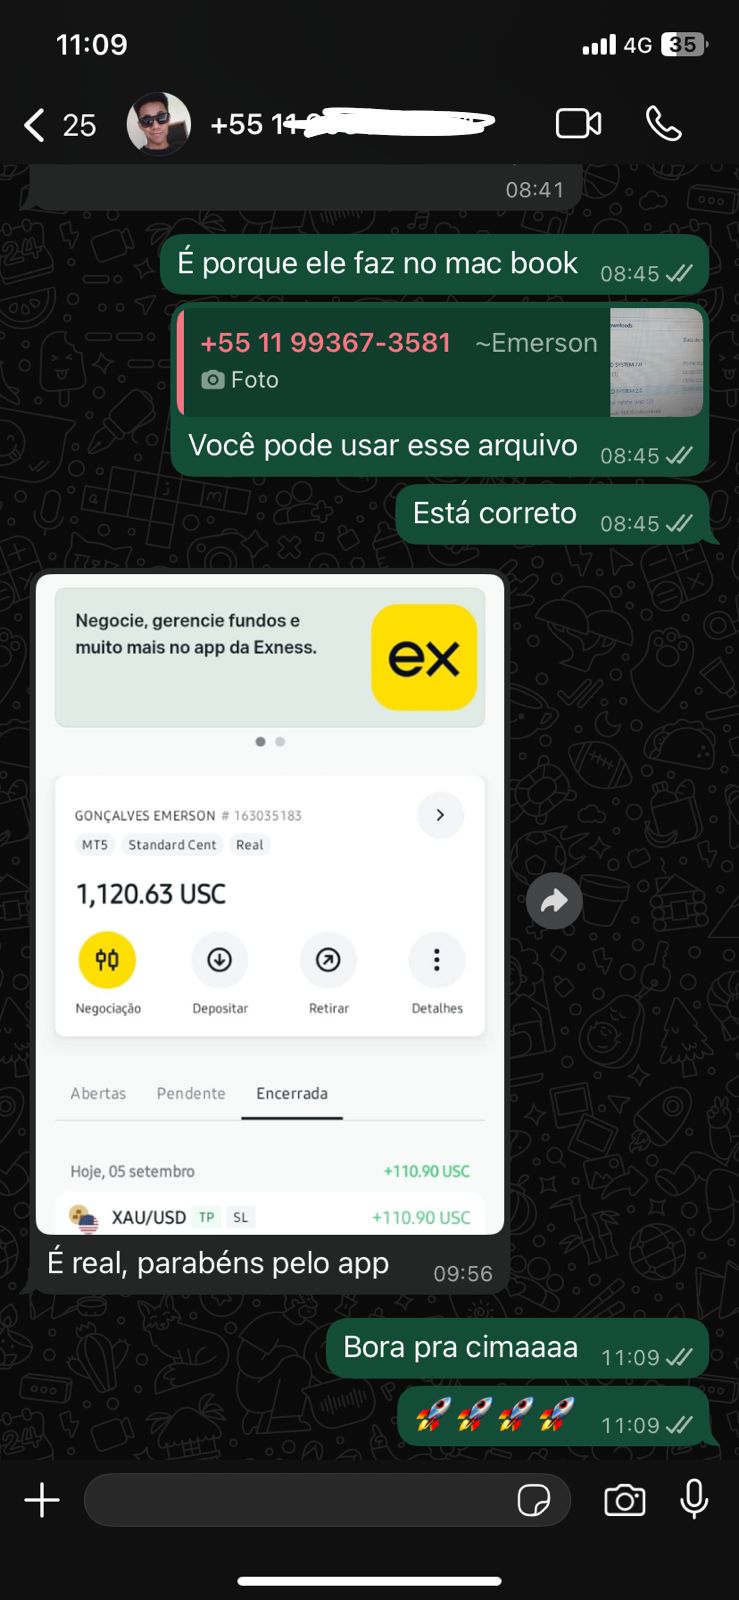 11:09
4G
35
25
+55 11
08:41
É porque ele faz no mac book
08:45
+55 11 99367-3581 ~Emerson
Foto
Você pode usar esse arquivo
08:45
Está correto
08:45
Negocie, gerencie fundos e
muito mais no app da Exness.
ex
GONÇALVES EMERSON # 163035183
MT5 Standard Cent Real
1,120.63 USC
Negociação Depositar Retirar Detalhes
Abertas Pendente Encerrada
Hoje, 05 setembro +110.90 USC
XAU/USD TP SL +110.90 USC
É real, parabéns pelo app
09:56
Bora pra cimaaaa
11:09
🚀🚀🚀🚀
11:09